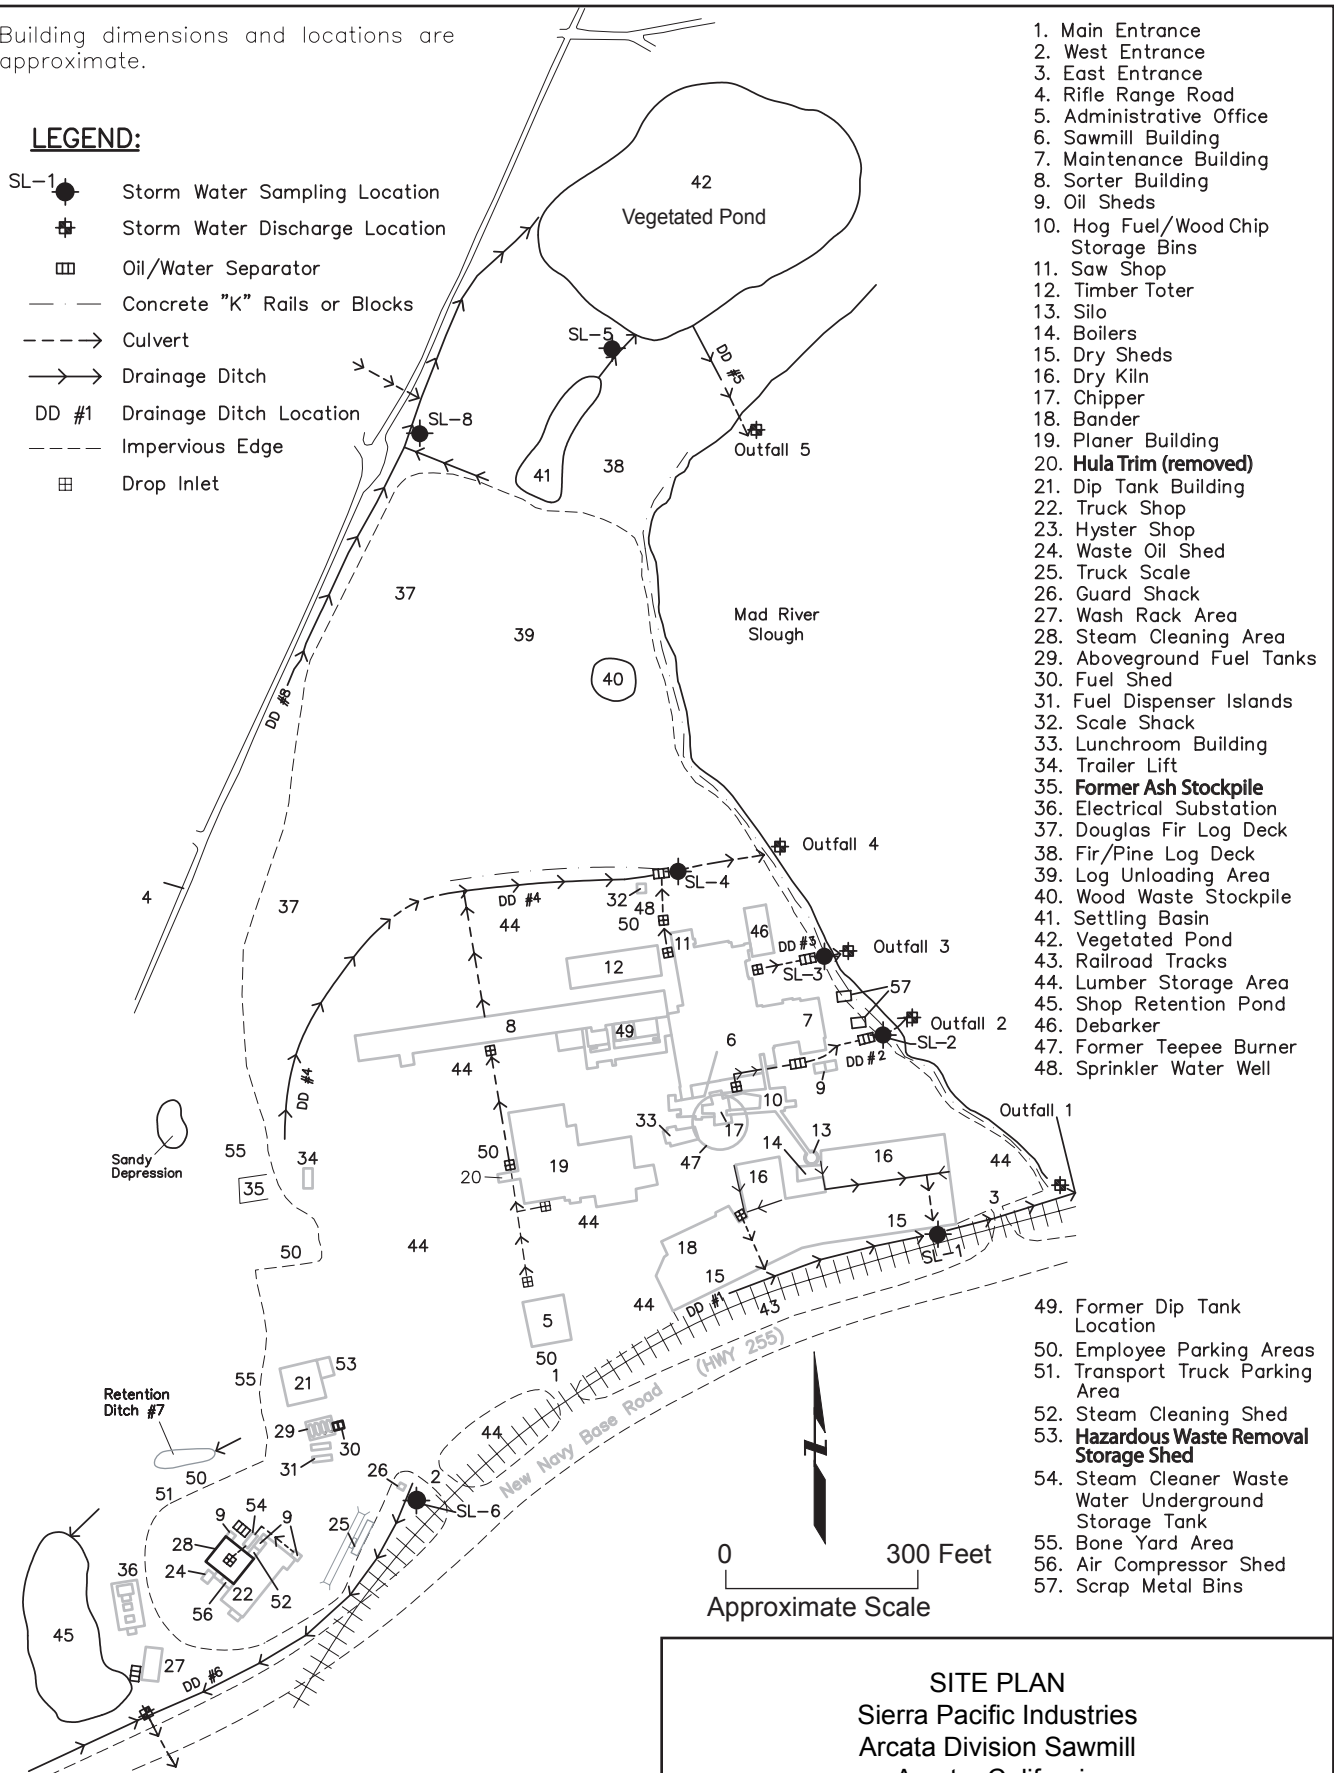 Building dimensions and locations are
approximate.
LEGEND:
SL-1 Storm Water Sampling Location
Storm Water Discharge Location
Oil/Water Separator
Concrete "K" Rails or Blocks
Culvert
Drainage Ditch
DD #1 Drainage Ditch Location
Impervious Edge
Drop Inlet
1. Main Entrance
2. West Entrance
3. East Entrance
4. Rifle Range Road
5. Administrative Office
6. Sawmill Building
7. Maintenance Building
8. Sorter Building
9. Oil Sheds
10. Hog Fuel/Wood Chip
Storage Bins
11. Saw Shop
12. Timber Toter
13. Silo
14. Boilers
15. Dry Sheds
16. Dry Kiln
17. Chipper
18. Bander
19. Planer Building
20. Hula Trim (removed)
21. Dip Tank Building
22. Truck Shop
23. Hyster Shop
24. Waste Oil Shed
25. Truck Scale
26. Guard Shack
27. Wash Rack Area
28. Steam Cleaning Area
29. Aboveground Fuel Tanks
30. Fuel Shed
31. Fuel Dispenser Islands
32. Scale Shack
33. Lunchroom Building
34. Trailer Lift
35. Former Ash Stockpile
36. Electrical Substation
37. Douglas Fir Log Deck
38. Fir/Pine Log Deck
39. Log Unloading Area
40. Wood Waste Stockpile
41. Settling Basin
42. Vegetated Pond
43. Railroad Tracks
44. Lumber Storage Area
45. Shop Retention Pond
46. Debarker
47. Former Teepee Burner
48. Sprinkler Water Well
49. Former Dip Tank
Location
50. Employee Parking Areas
51. Transport Truck Parking
Area
52. Steam Cleaning Shed
53. Hazardous Waste Removal
Storage Shed
54. Steam Cleaner Waste
Water Underground
Storage Tank
55. Bone Yard Area
56. Air Compressor Shed
57. Scrap Metal Bins
42
Vegetated Pond
SL-5
DD #5
SL-8
Outfall 5
41
38
37
39
Mad River
Slough
40
DD #8
Outfall 4
SL-4
4
37
DD #4
32
48
44
50
46
11
DD #3
Outfall 3
12
SL-3
57
8
49
7
Outfall 2
6
SL-2
44
DD #2
9
DD #4
10
Outfall 1
33
17
13
Sandy
Depression
55
34
50
14
16
44
20
19
47
16
35
3
44
15
50
44
18
SL-1
15
DD #1
44
43
5
(HWY 255)
50
1
53
55
21
Retention
Ditch #7
New Navy Base Road
29
44
30
31
50
26
2
51
SL-6
54
9
9
25
28
24
36
22
52
56
45
27
DD #6
0 300 Feet
Approximate Scale
SITE PLAN
Sierra Pacific Industries
Arcata Division Sawmill